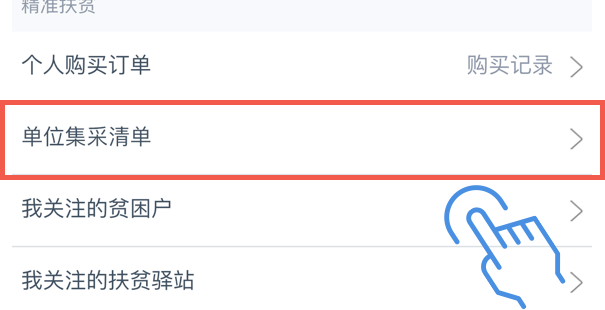 精准扶贫
个人购买订单 购买记录
单位集采清单
我关注的贫困户
我关注的扶贫驿站